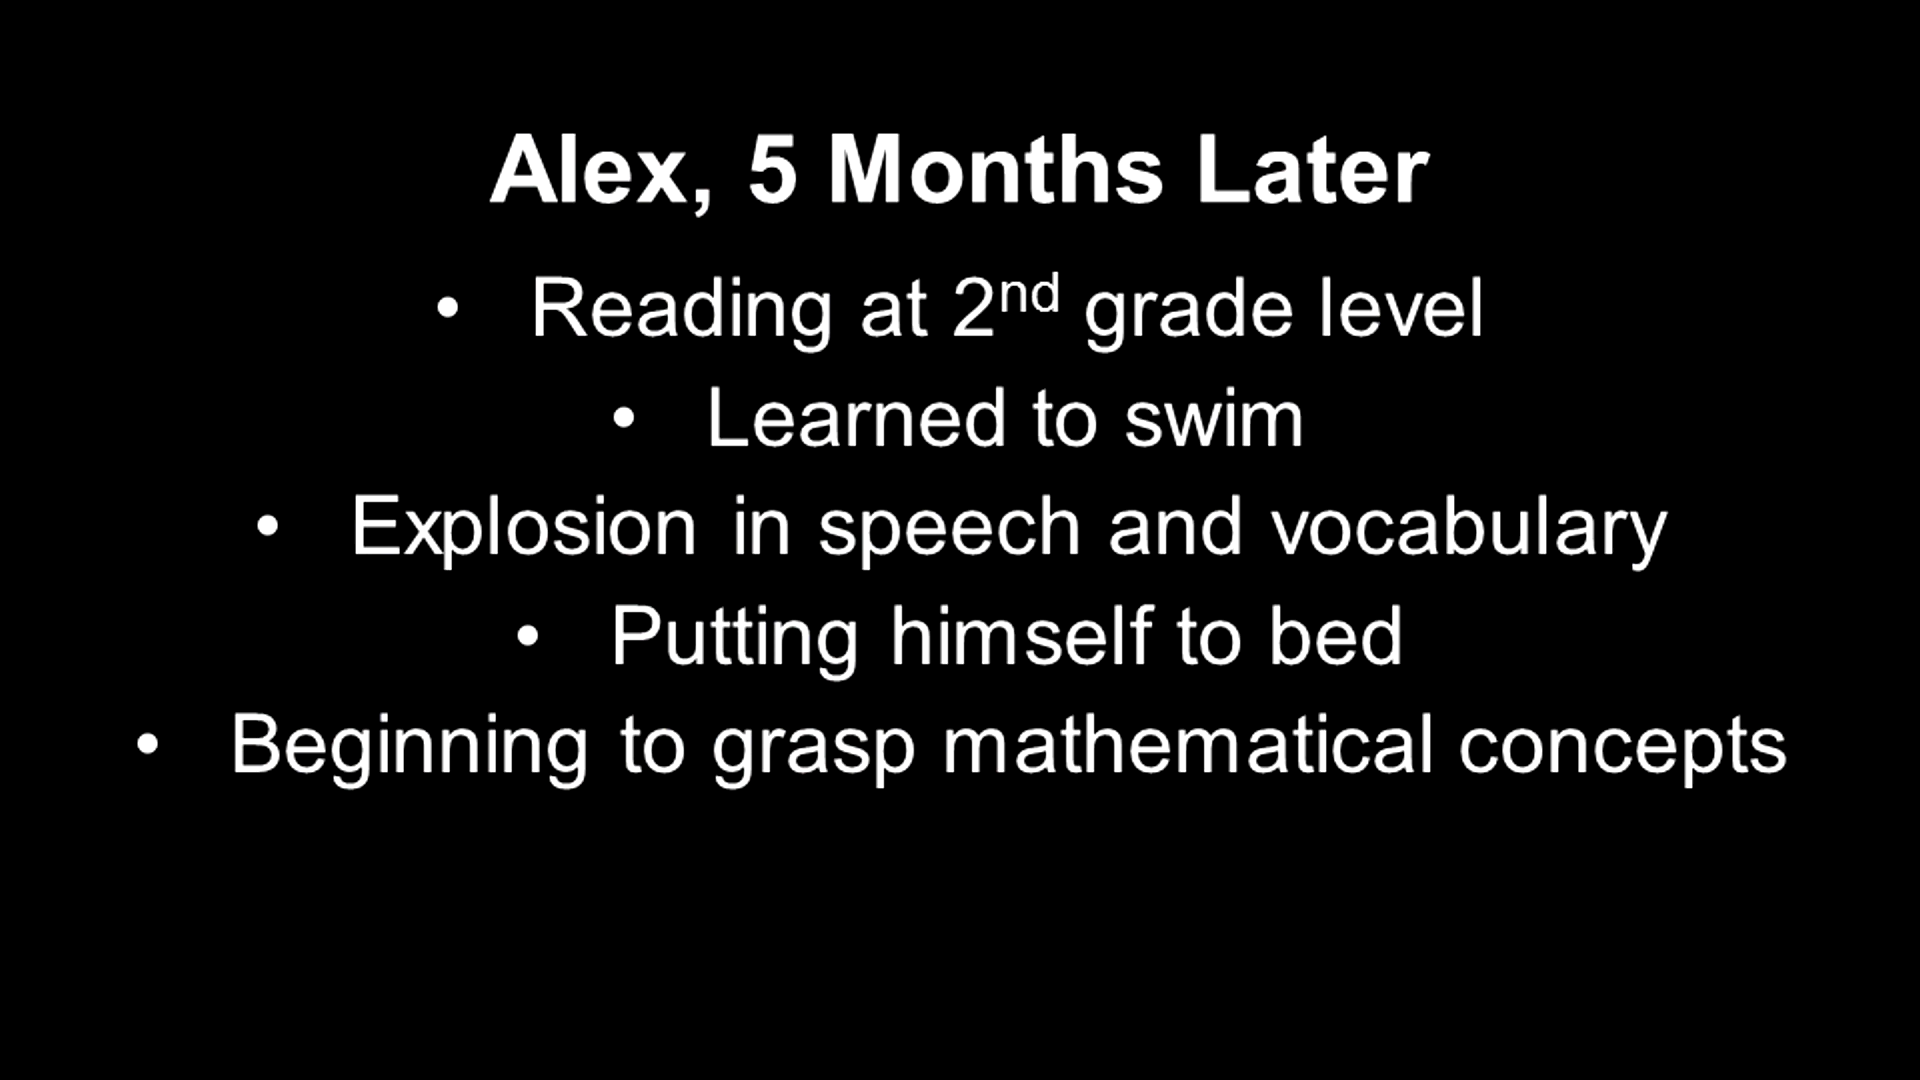 Alex, 5 Months Later
• Reading at 2nd grade level
• Learned to swim
• Explosion in speech and vocabulary
• Putting himself to bed
• Beginning to grasp mathematical concepts